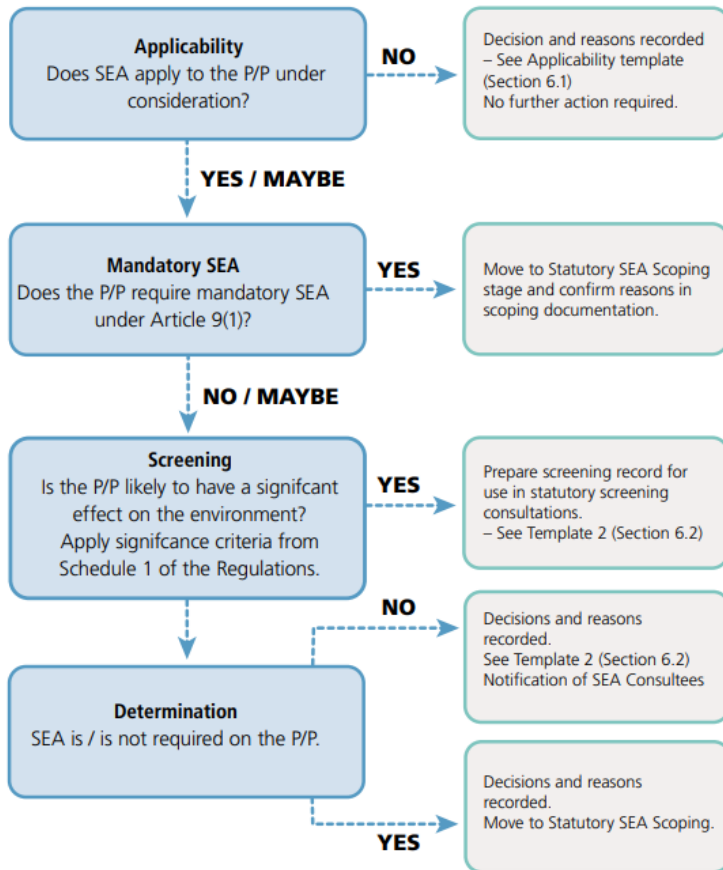 Applicability
Does SEA apply to the P/P under
consideration?
NO
Decision and reasons recorded
– See Applicability template
(Section 6.1)
No further action required.
YES / MAYBE
Mandatory SEA
Does the P/P require mandatory SEA
under Article 9(1)?
YES
Move to Statutory SEA Scoping
stage and confirm reasons in
scoping documentation.
NO / MAYBE
Screening
Is the P/P likely to have a signifcant
effect on the environment?
Apply signifcance criteria from
Schedule 1 of the Regulations.
YES
Prepare screening record for
use in statutory screening
consultations.
– See Template 2 (Section 6.2)
NO
Decisions and reasons
recorded.
See Template 2 (Section 6.2)
Notification of SEA Consultees
Determination
SEA is / is not required on the P/P.
YES
Decisions and reasons
recorded.
Move to Statutory SEA Scoping.